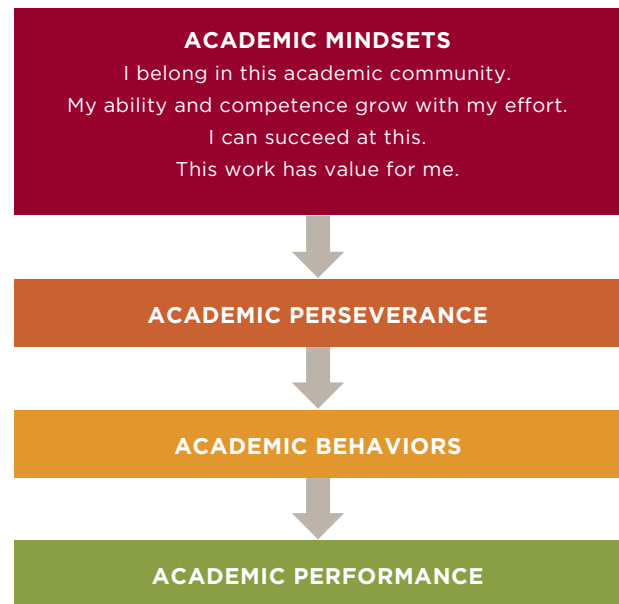 ACADEMIC MINDSETS
I belong in this academic community.
My ability and competence grow with my effort.
I can succeed at this.
This work has value for me.
ACADEMIC PERSEVERANCE
ACADEMIC BEHAVIORS
ACADEMIC PERFORMANCE